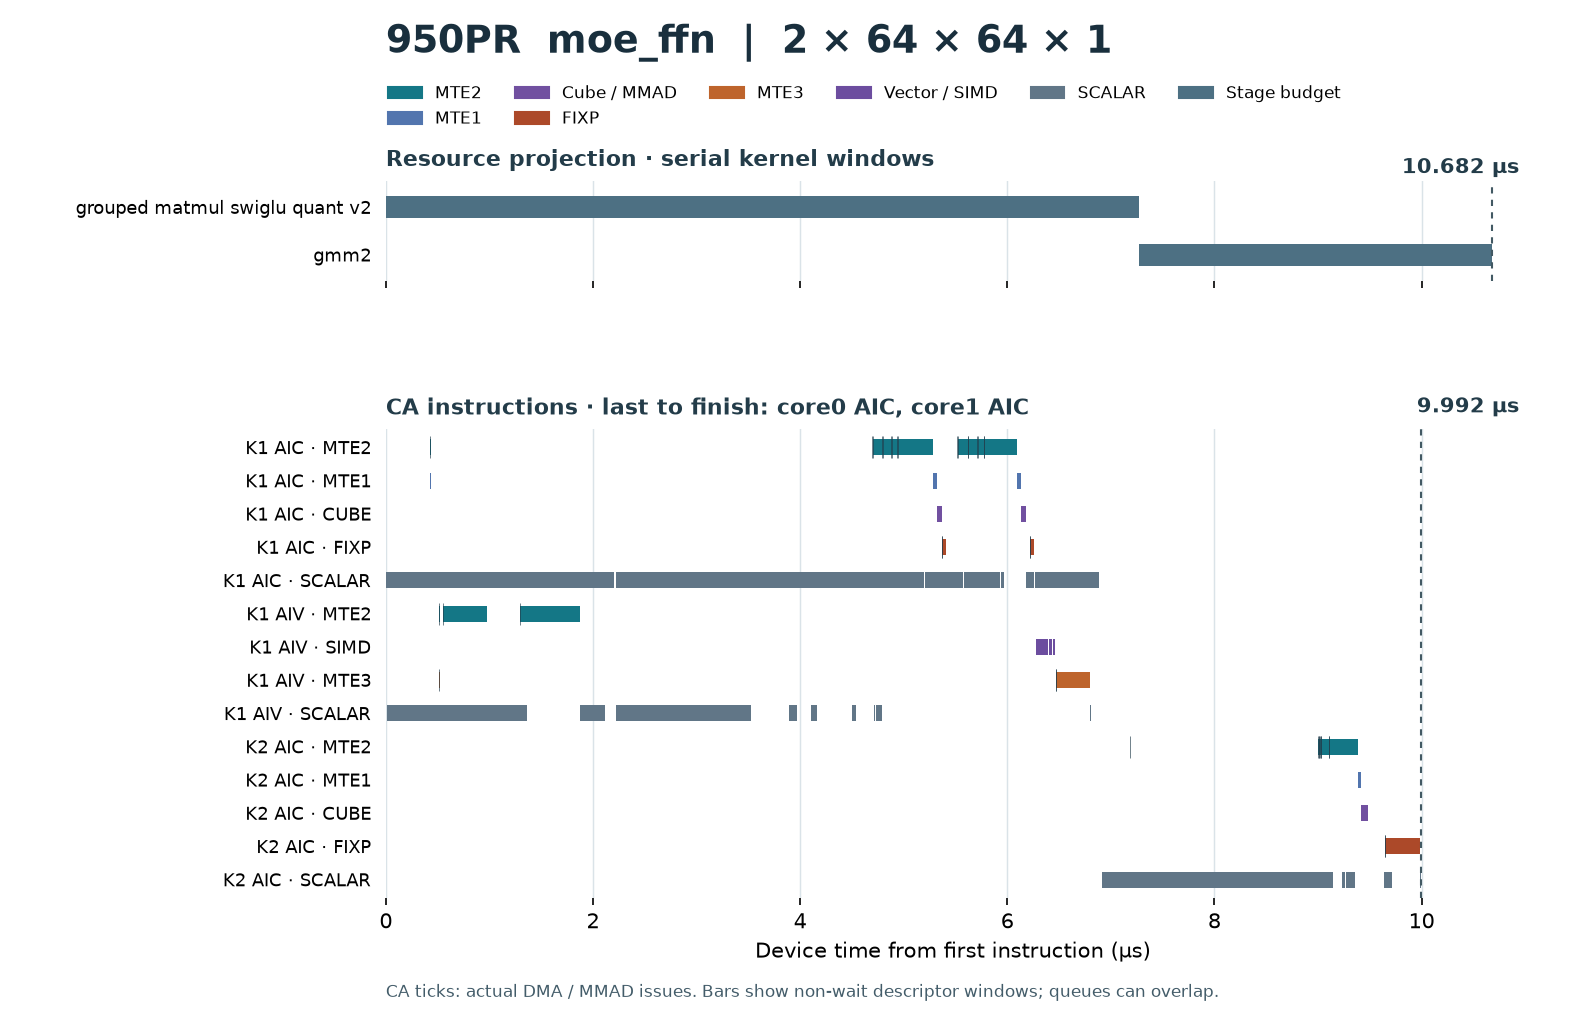 950PR  moe_ffn  |  2 × 64 × 64 × 1
MTE2 Cube / MMAD MTE3 Vector / SIMD SCALAR Stage budget
MTE1 FIXP
Resource projection · serial kernel windows
10.682 µs
grouped matmul swiglu quant v2
gmm2
CA instructions · last to finish: core0 AIC, core1 AIC
9.992 µs
K1 AIC · MTE2
K1 AIC · MTE1
K1 AIC · CUBE
K1 AIC · FIXP
K1 AIC · SCALAR
K1 AIV · MTE2
K1 AIV · SIMD
K1 AIV · MTE3
K1 AIV · SCALAR
K2 AIC · MTE2
K2 AIC · MTE1
K2 AIC · CUBE
K2 AIC · FIXP
K2 AIC · SCALAR
0 2 4 6 8 10
Device time from first instruction (µs)
CA ticks: actual DMA / MMAD issues. Bars show non-wait descriptor windows; queues can overlap.